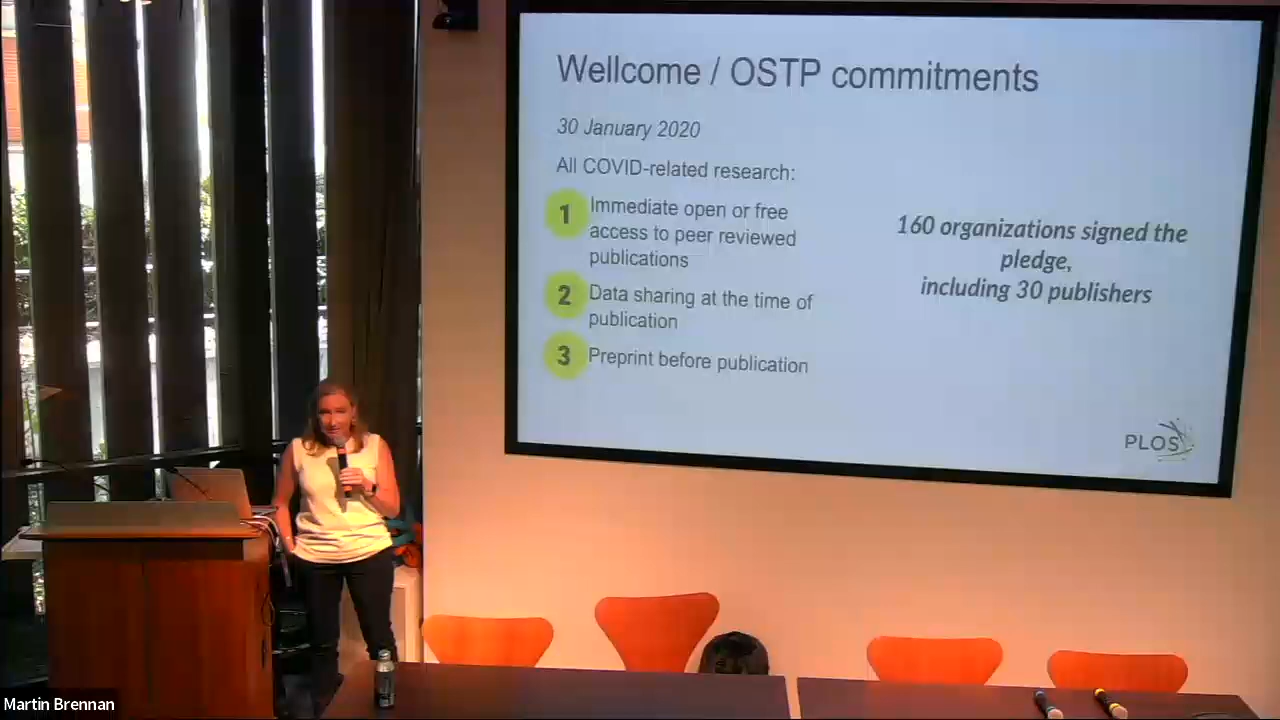 Wellcome / OSTP commitments
30 January 2020
All COVID-related research:
1 Immediate open or free
access to peer reviewed
publications
2 Data sharing at the time of
publication
3 Preprint before publication
160 organizations signed the
pledge,
including 30 publishers
PLOS
Martin Brennan